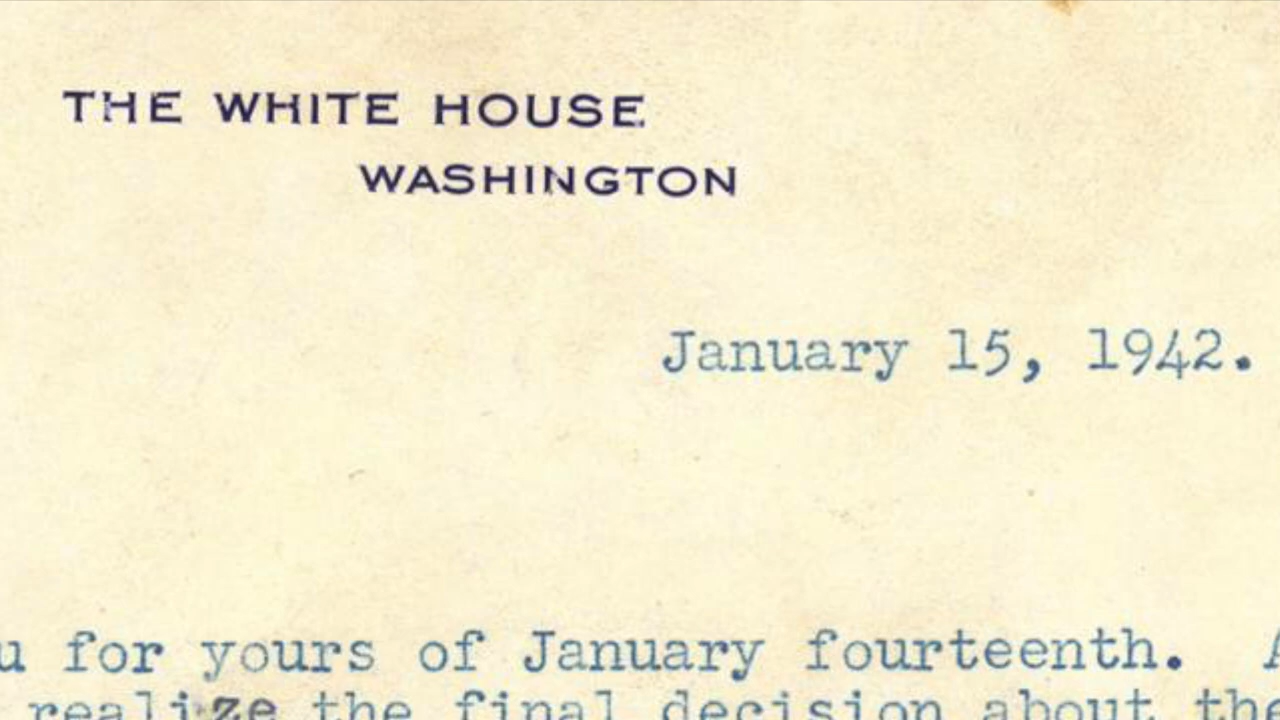 THE WHITE HOUSE
WASHINGTON
January 15, 1942.
for yours of January fourteenth.
realize the final decision about the